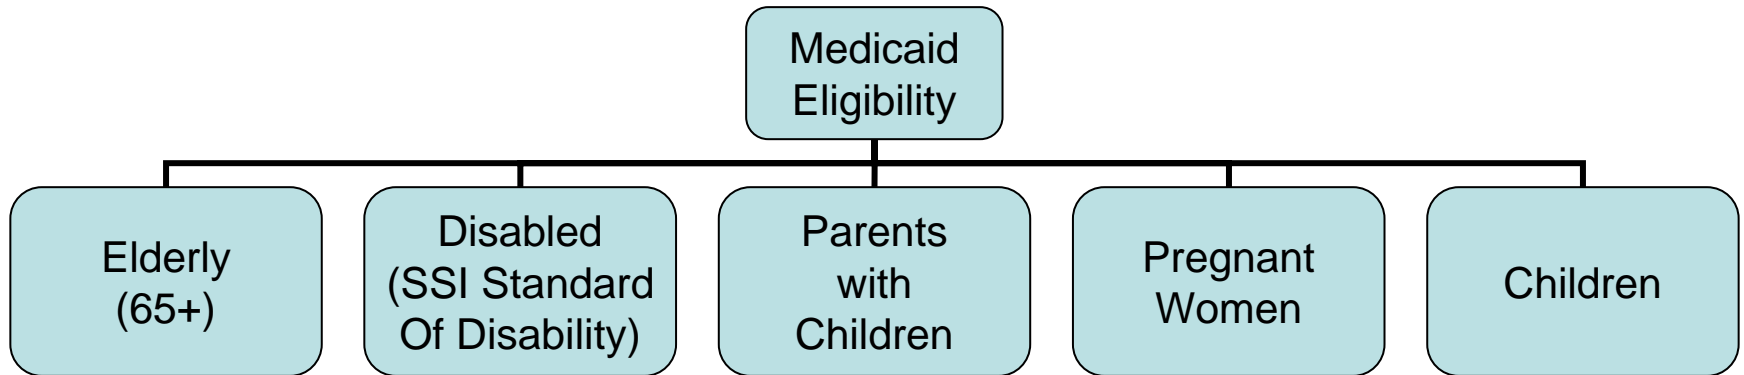 Medicaid
Eligibility
Elderly
(65+)
Disabled
(SSI Standard
Of Disability)
Parents
with
Children
Pregnant
Women
Children